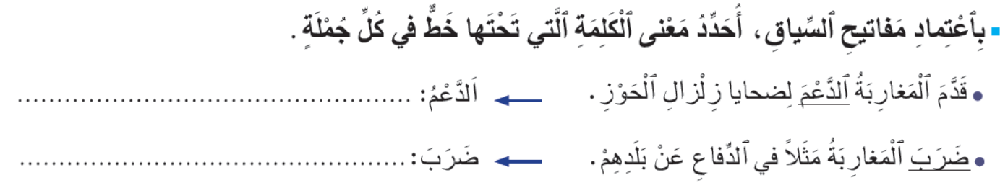 ▪ بِٱعْتِمادِ مَفاتيحِ ٱلسِّياقِ، أُحَدِّدُ مَعْنى ٱلْكَلِمَةِ ٱلَّتي تَحْتَها خَطٌّ في كُلِّ جُمْلَةٍ.
• قَدَّمَ ٱلْمَغارِبَةُ ٱلدَّعْمَ لِضحايا زِلْزالِ ٱلْحَوْزِ. ← اَلدَّعْمُ: ..................................................
• ضَرَبَ ٱلْمَغارِبَةُ مَثَلاً في ٱلدِّفاعِ عَنْ بَلَدِهِمْ. ← ضَرَبَ: ..................................................